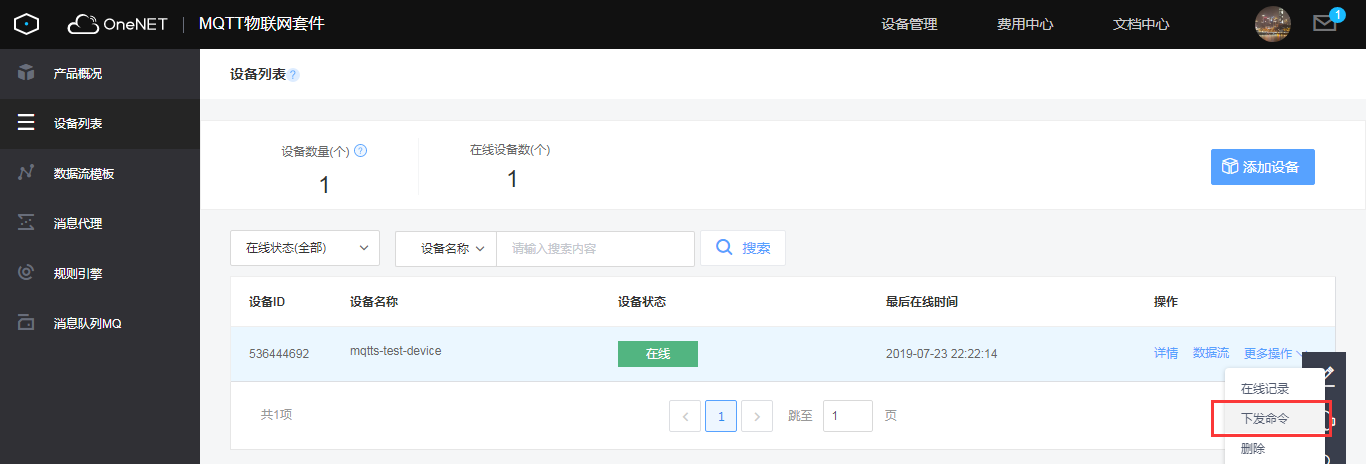 OneNET MQTT物联网套件 设备管理 费用中心 文档中心 1
产品概况
设备列表
数据流模板
消息代理
规则引擎
消息队列MQ
设备列表 ?
设备数量(个) ?
1
在线设备数(个)
1
添加设备
在线状态(全部) 设备名称 请输入搜索内容 搜索
设备ID 设备名称 设备状态 最后在线时间 操作
536444692 mqtts-test-device 在线 2019-07-23 22:22:14 详情 数据流 更多操作
在线记录
下发命令
删除
共1项 < 1 > 跳至 1 页